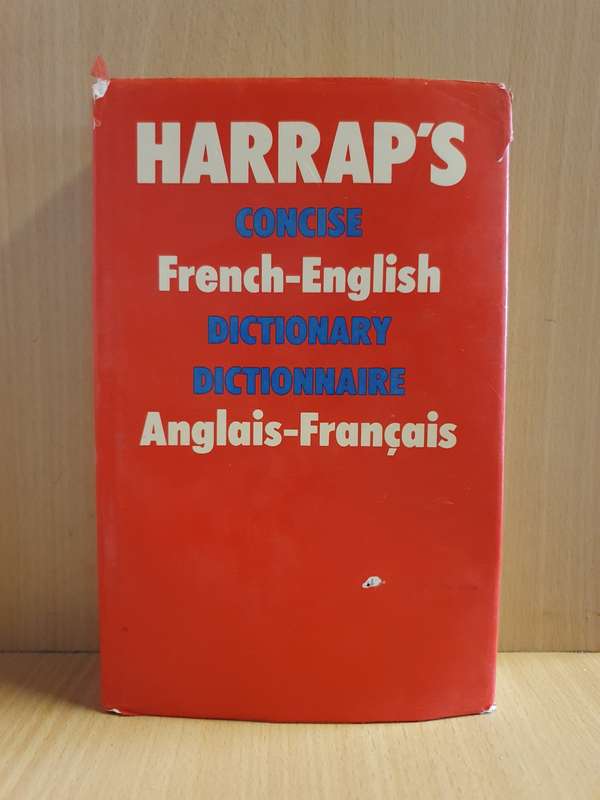 HARRAP'S
CONCISE
French-English
DICTIONARY
DICTIONNAIRE
Anglais-Français